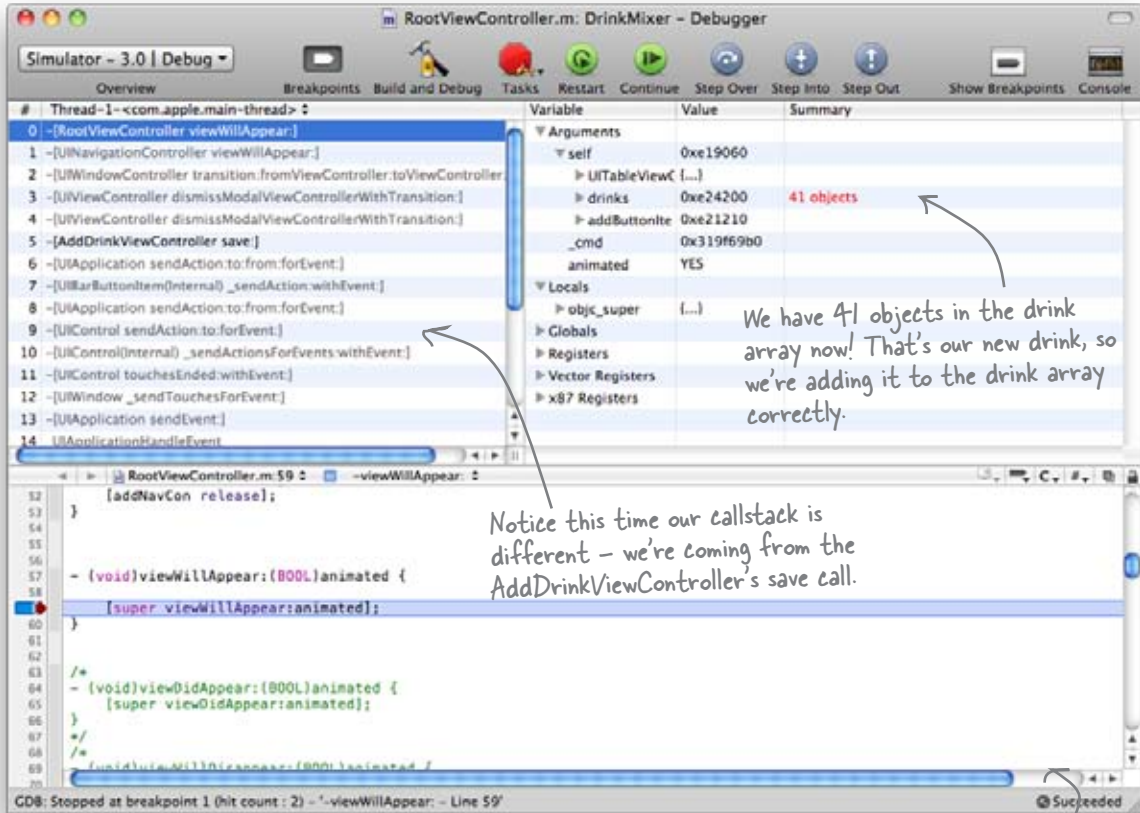 RootViewController.m: DrinkMixer – Debugger
Simulator - 3.0 | Debug
Overview Breakpoints Build and Debug Tasks Restart Continue Step Over Step Into Step Out Show Breakpoints Console
# Thread-1-<com.apple.main-thread>
0 -[RootViewController viewWillAppear:]
1 -[UINavigationController viewWillAppear:]
2 -[UIWindowController transition:fromViewController:toViewController:
3 -[UIViewController dismissModalViewControllerWithTransition:]
4 -[UIViewController dismissModalViewControllerWithTransition:]
5 -[AddDrinkViewController save:]
6 -[UIApplication sendAction:to:from:forEvent:]
7 -[UIBarButtonItem(Internal) _sendAction:withEvent:]
8 -[UIApplication sendAction:to:from:forEvent:]
9 -[UIControl sendAction:to:forEvent:]
10 -[UIControl(Internal) _sendActionsForEvents:withEvent:]
11 -[UIControl touchesEnded:withEvent:]
12 -[UIWindow _sendTouchesForEvent:]
13 -[UIApplication sendEvent:]
14 _UIApplicationHandleEvent
Variable Value Summary
Arguments
self 0xe19060
UITableViewC {...}
drinks 0xe24200 41 objects
addButtonIte 0xe21210
_cmd 0x319f69b0
animated YES
Locals
objc_super {...}
Globals
Registers
Vector Registers
x87 Registers
We have 41 objects in the drink
array now! That's our new drink, so
we're adding it to the drink array
correctly.
RootViewController.m:59 -viewWillAppear:
52 [addNavCon release];
53 }
54
55
56
57 - (void)viewWillAppear:(BOOL)animated {
58
[super viewWillAppear:animated];
60 }
61
62
63 /*
64 - (void)viewDidAppear:(BOOL)animated {
65 [super viewDidAppear:animated];
66 }
67 */
68 /*
69 - (void)viewWillDisappear:(BOOL)animated {
70
Notice this time our callstack is
different – we're coming from the
AddDrinkViewController's save call.
GDB: Stopped at breakpoint 1 (hit count : 2) - '-viewWillAppear: - Line 59'
Succeeded